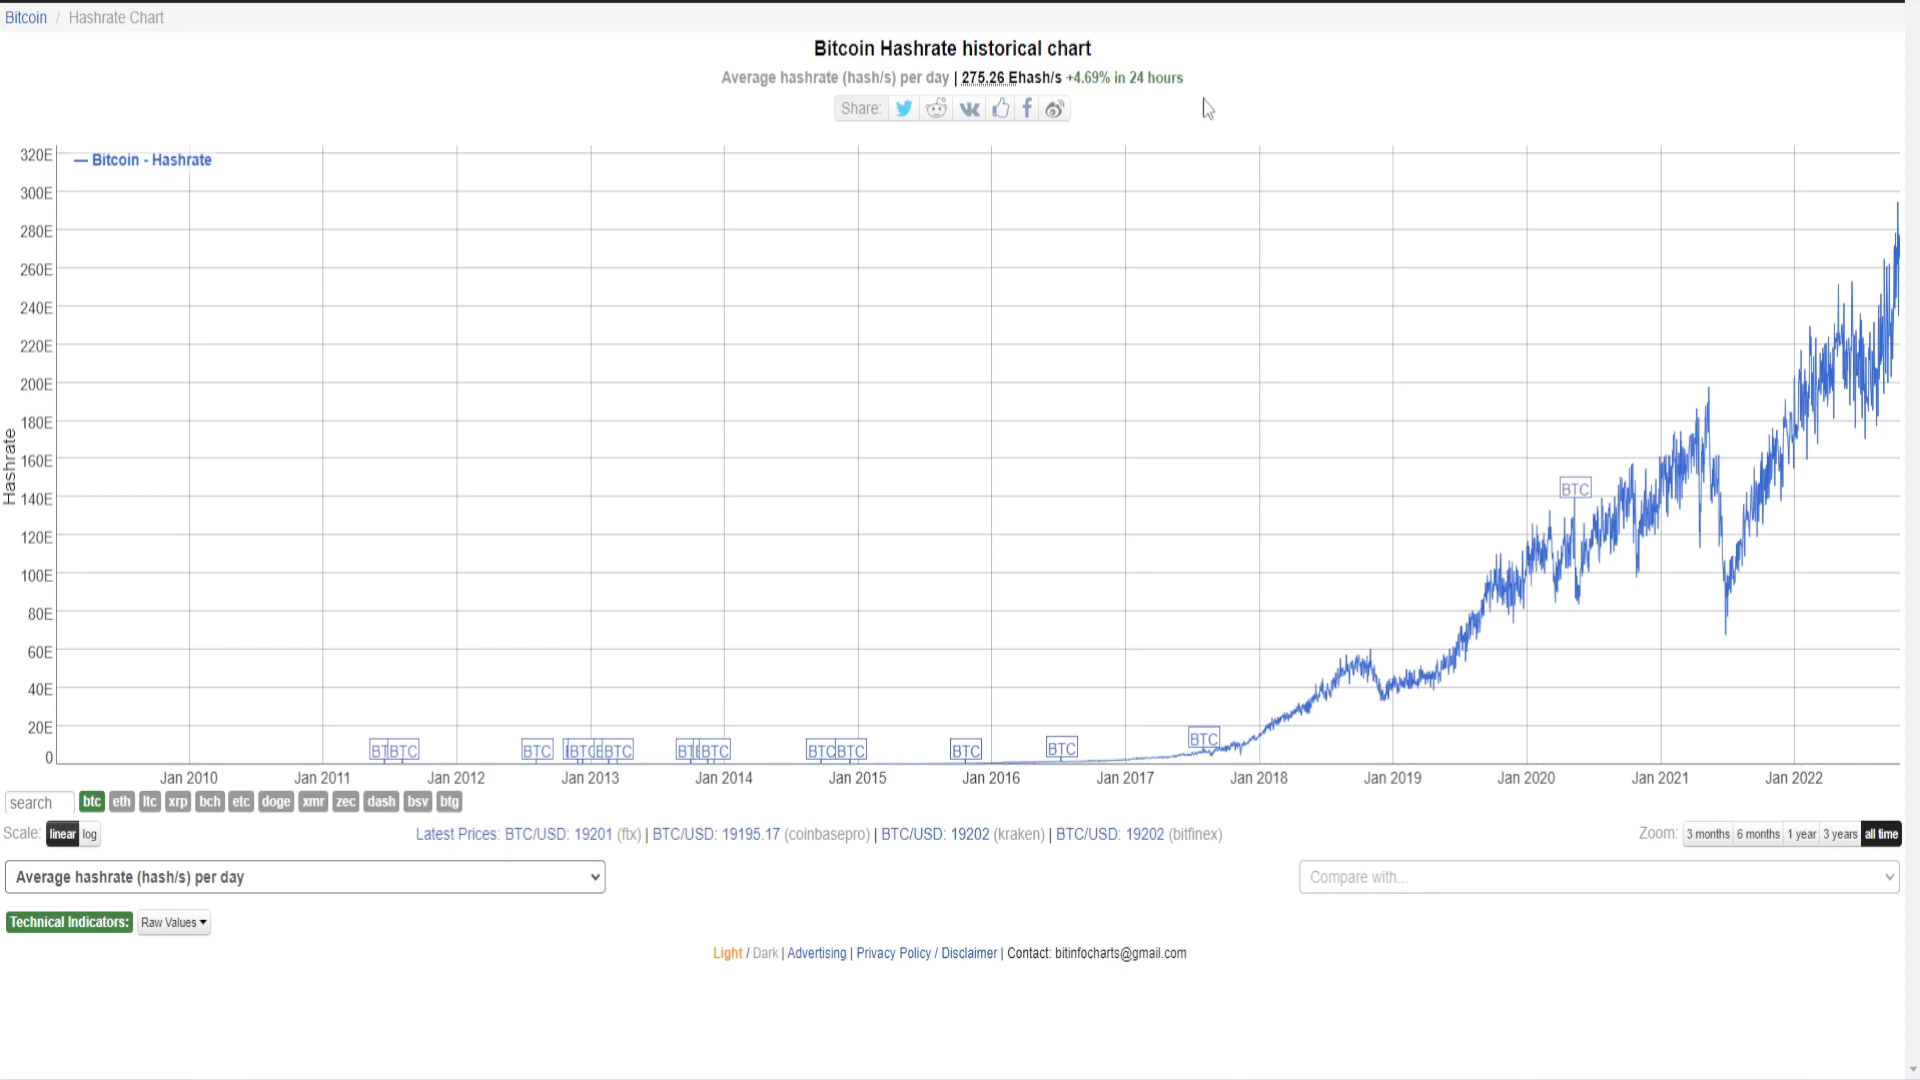 Bitcoin / Hashrate Chart
Bitcoin Hashrate historical chart
Average hashrate (hash/s) per day | 275.26 Ehash/s +4.69% in 24 hours
Share:
320E
Bitcoin - Hashrate
300E
280E
260E
240E
220E
200E
180E
160E
140E
120E
100E
80E
60E
40E
20E
0
Hashrate
BTC
BTC
BTC
BTC
BTC
BTC
BTC
BTC
BTC
BTC
BTC
BTC
Jan 2010 Jan 2011 Jan 2012 Jan 2013 Jan 2014 Jan 2015 Jan 2016 Jan 2017 Jan 2018 Jan 2019 Jan 2020 Jan 2021 Jan 2022
search btc eth ltc xrp bch etc doge xmr zec dash bsv btg
Scale: linear log
Latest Prices: BTC/USD: 19201 (ftx) | BTC/USD: 19195.17 (coinbasepro) | BTC/USD: 19202 (kraken) | BTC/USD: 19202 (bitfinex)
Zoom: 3 months 6 months 1 year 3 years all time
Average hashrate (hash/s) per day
Compare with...
Technical Indicators: Raw Values
Light / Dark | Advertising | Privacy Policy / Disclaimer | Contact: bitinfocharts@gmail.com